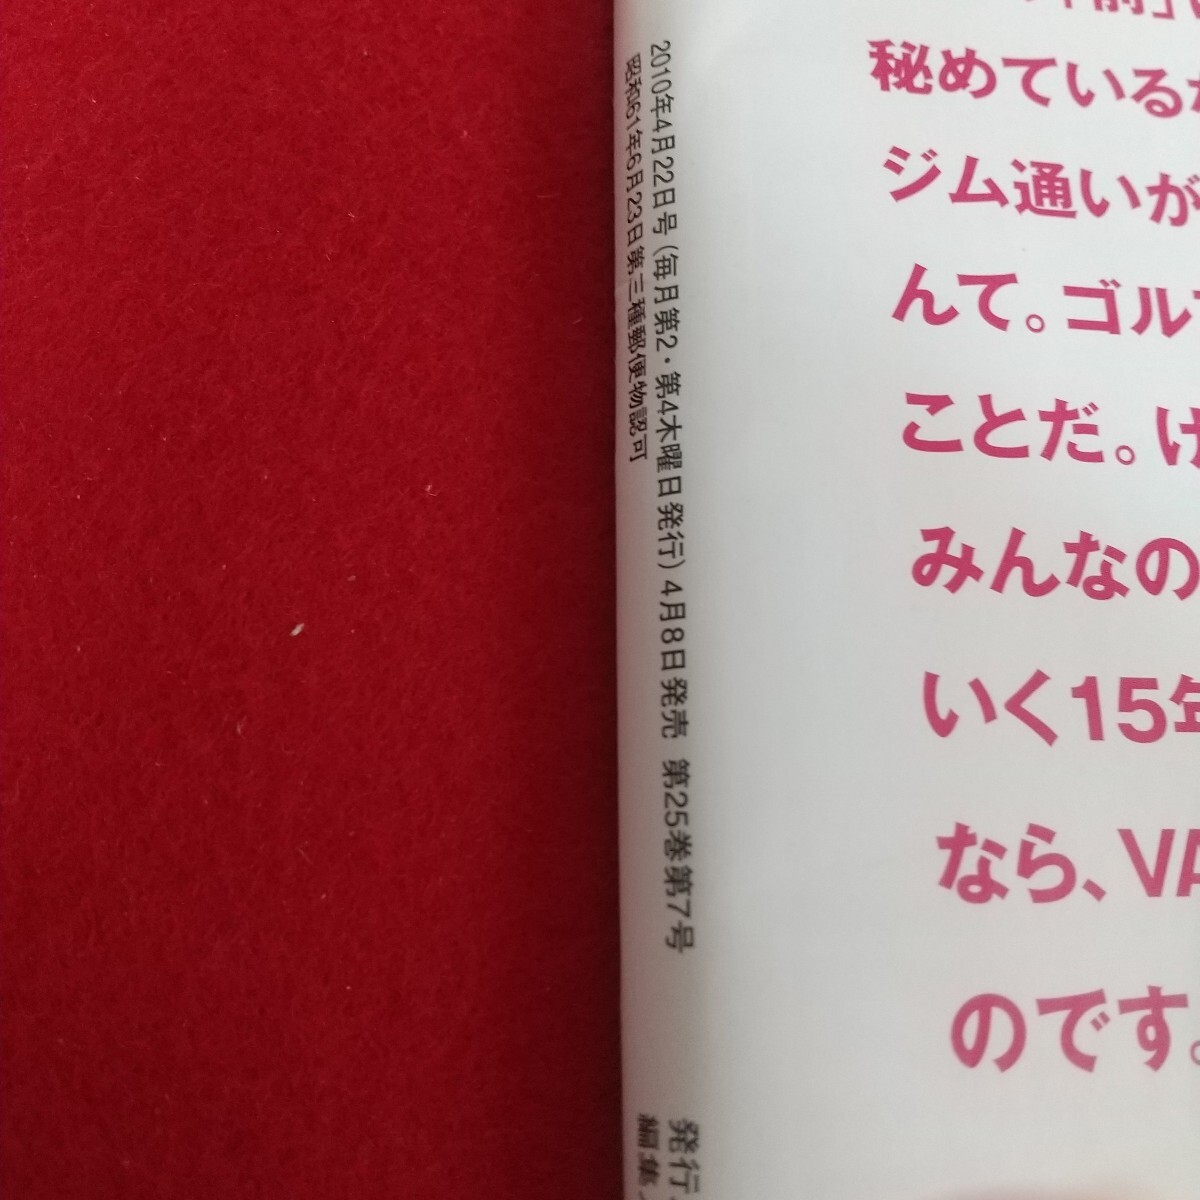 2010年4月22日号（毎月第2・第4木曜日発行）4月8日発売 第25巻第7号
昭和61年6月23日第三種郵便物認可
発行
編集
秘めているか
ジム通いが
んて。ゴル
ことだ。け
みんなの
いく15年
なら、VA
のです。